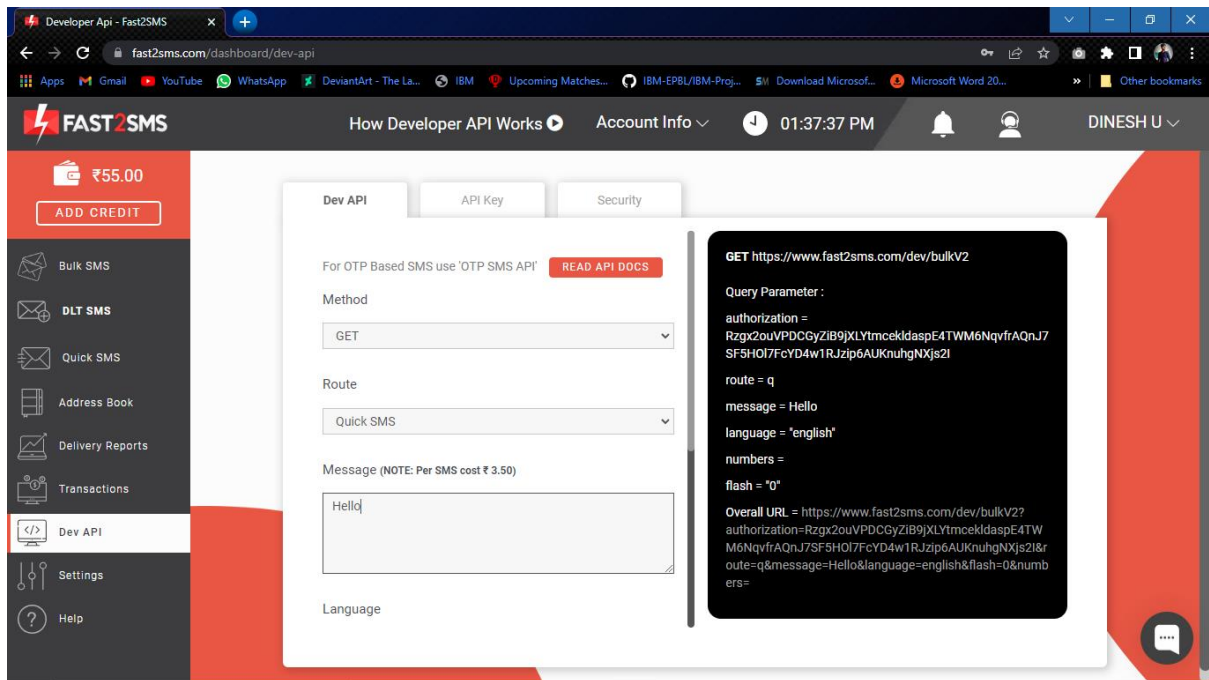 Developer Api - Fast2SMS
fast2sms.com/dashboard/dev-api
Apps Gmail YouTube WhatsApp DeviantArt - The La... IBM Upcoming Matches... IBM-EPBL/IBM-Proj... Download Microsof... Microsoft Word 20... » Other bookmarks
FAST2SMS How Developer API Works Account Info 01:37:37 PM DINESH U
₹55.00
ADD CREDIT
Bulk SMS
DLT SMS
Quick SMS
Address Book
Delivery Reports
Transactions
Dev API
Settings
Help
Dev API API Key Security
For OTP Based SMS use 'OTP SMS API' READ API DOCS
Method
GET
Route
Quick SMS
Message (NOTE: Per SMS cost ₹ 3.50)
Hello
Language
GET https://www.fast2sms.com/dev/bulkV2
Query Parameter :
authorization =
Rzgx2ouVPDCGyZiB9jXLYtmcekldaspE4TWM6NqvfrAQnJ7
SF5HOl7FcYD4w1RJzip6AUKnuhgNXjs2I
route = q
message = Hello
language = "english"
numbers =
flash = "0"
Overall URL = https://www.fast2sms.com/dev/bulkV2?
authorization=Rzgx2ouVPDCGyZiB9jXLYtmcekldaspE4TW
M6NqvfrAQnJ7SF5HOl7FcYD4w1RJzip6AUKnuhgNXjs2I&r
oute=q&message=Hello&language=english&flash=0&numb
ers=